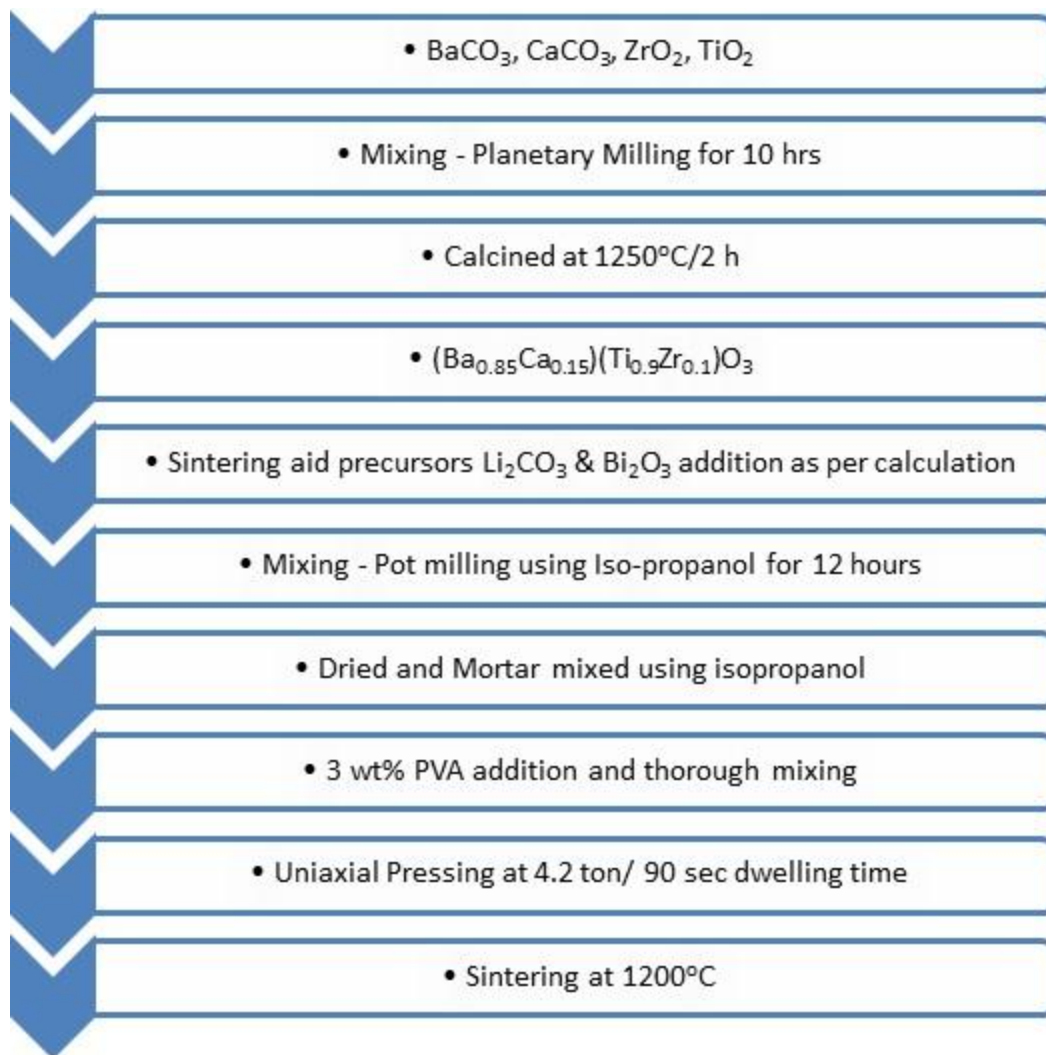 • BaCO₃, CaCO₃, ZrO₂, TiO₂
• Mixing - Planetary Milling for 10 hrs
• Calcined at 1250°C/2 h
• (Ba₀.₈₅Ca₀.₁₅)(Ti₀.₉Zr₀.₁)O₃
• Sintering aid precursors Li₂CO₃ & Bi₂O₃ addition as per calculation
• Mixing - Pot milling using Iso-propanol for 12 hours
• Dried and Mortar mixed using isopropanol
• 3 wt% PVA addition and thorough mixing
• Uniaxial Pressing at 4.2 ton/ 90 sec dwelling time
• Sintering at 1200°C